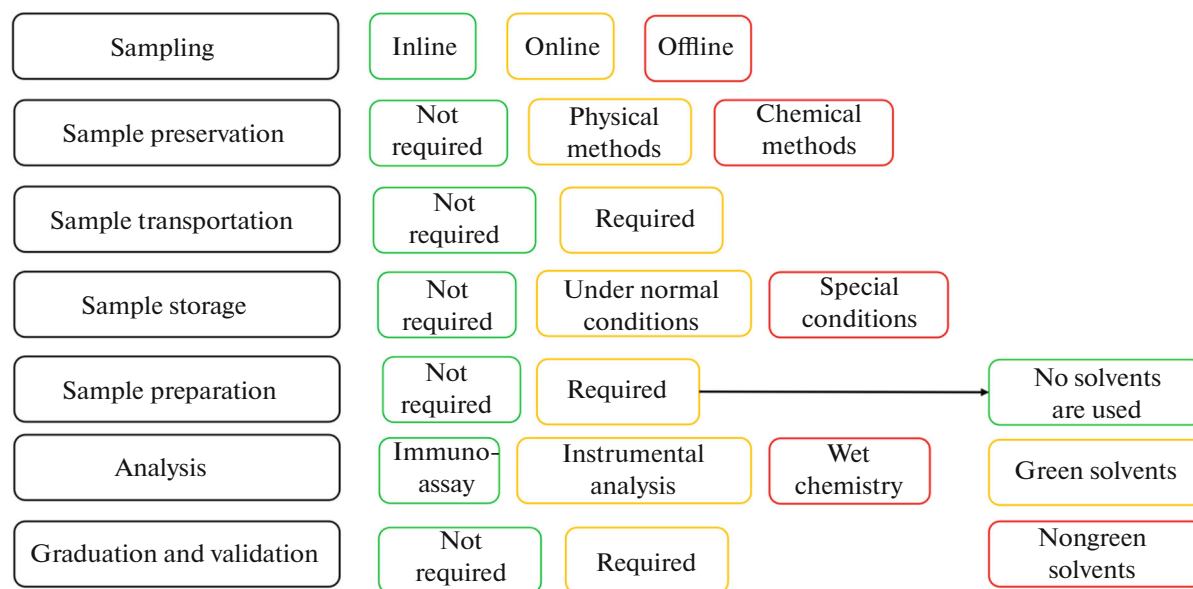 Sampling
Inline
Online
Offline
Sample preservation
Not
required
Physical
methods
Chemical
methods
Sample transportation
Not
required
Required
Sample storage
Not
required
Under normal
conditions
Special
conditions
Sample preparation
Not
required
Required
No solvents
are used
Analysis
Immuno-
assay
Instrumental
analysis
Wet
chemistry
Green solvents
Graduation and validation
Not
required
Required
Nongreen
solvents